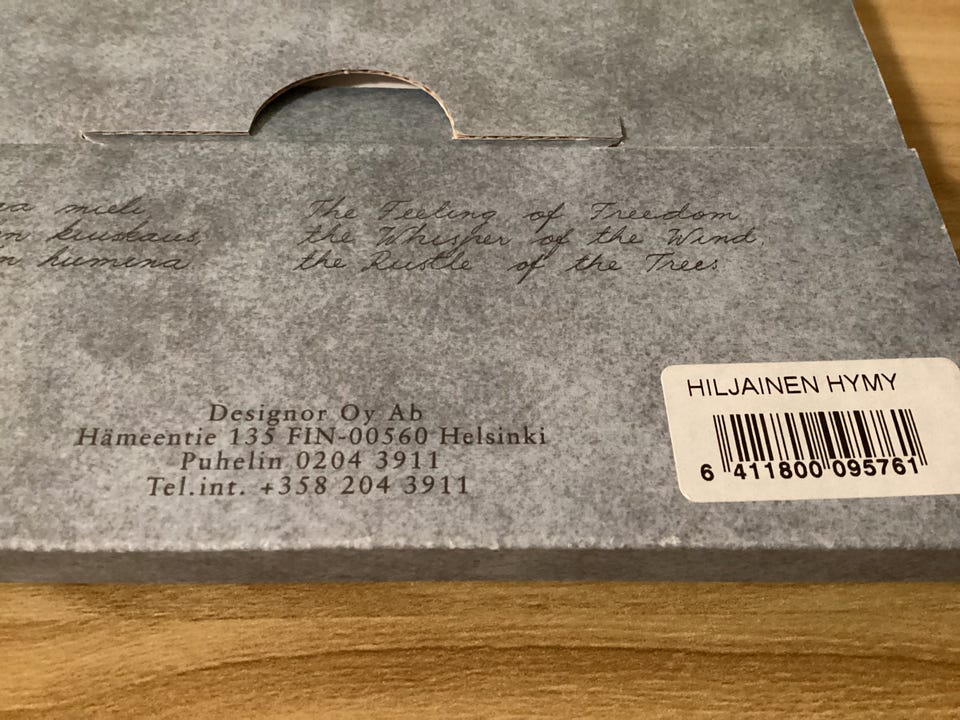 mieli,
kuiskaus,
humina
The Feeling of Freedom,
the Whisper of the Wind,
the Rustle of the Trees
Designor Oy Ab
Hämeentie 135 FIN-00560 Helsinki
Puhelin 0204 3911
Tel.int. +358 204 3911
HILJAINEN HYMY
6 411800 095761